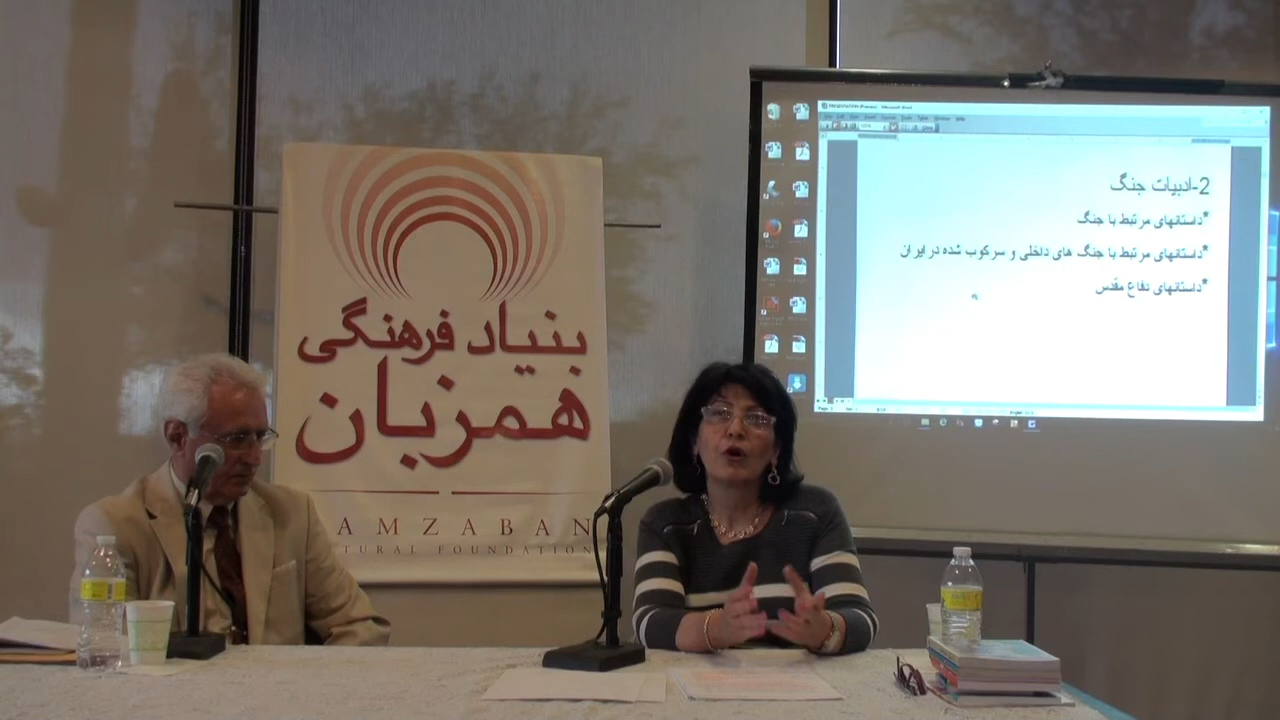 بنیاد فرهنگی
همزبان
AMZABAN
TURAL FOUNDATION
2-ادبیات جنگ
*داستانهای مرتبط با جنگ
*داستانهای مرتبط با جنگ های داخلی و سرکوب شده در ایران
*داستانهای دفاع مقدس